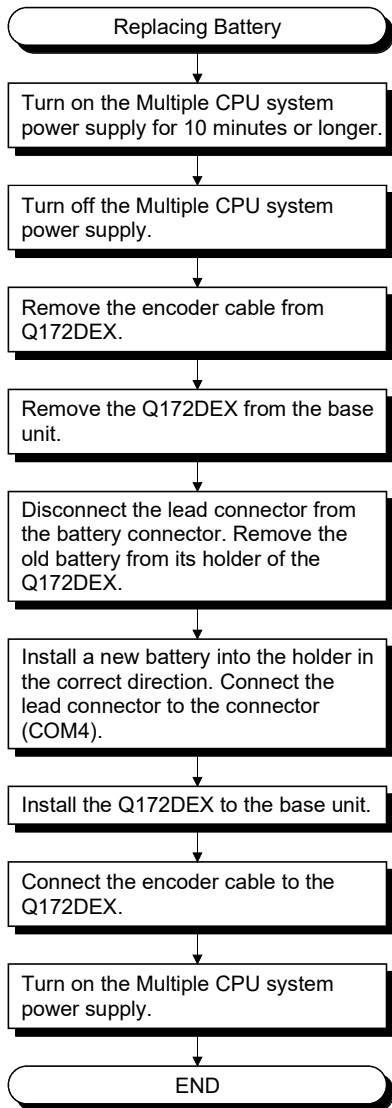 Replacing Battery
Turn on the Multiple CPU system
power supply for 10 minutes or longer.
Turn off the Multiple CPU system
power supply.
Remove the encoder cable from
Q172DEX.
Remove the Q172DEX from the base
unit.
Disconnect the lead connector from
the battery connector. Remove the
old battery from its holder of the
Q172DEX.
Install a new battery into the holder in
the correct direction. Connect the
lead connector to the connector
(COM4).
Install the Q172DEX to the base unit.
Connect the encoder cable to the
Q172DEX.
Turn on the Multiple CPU system
power supply.
END